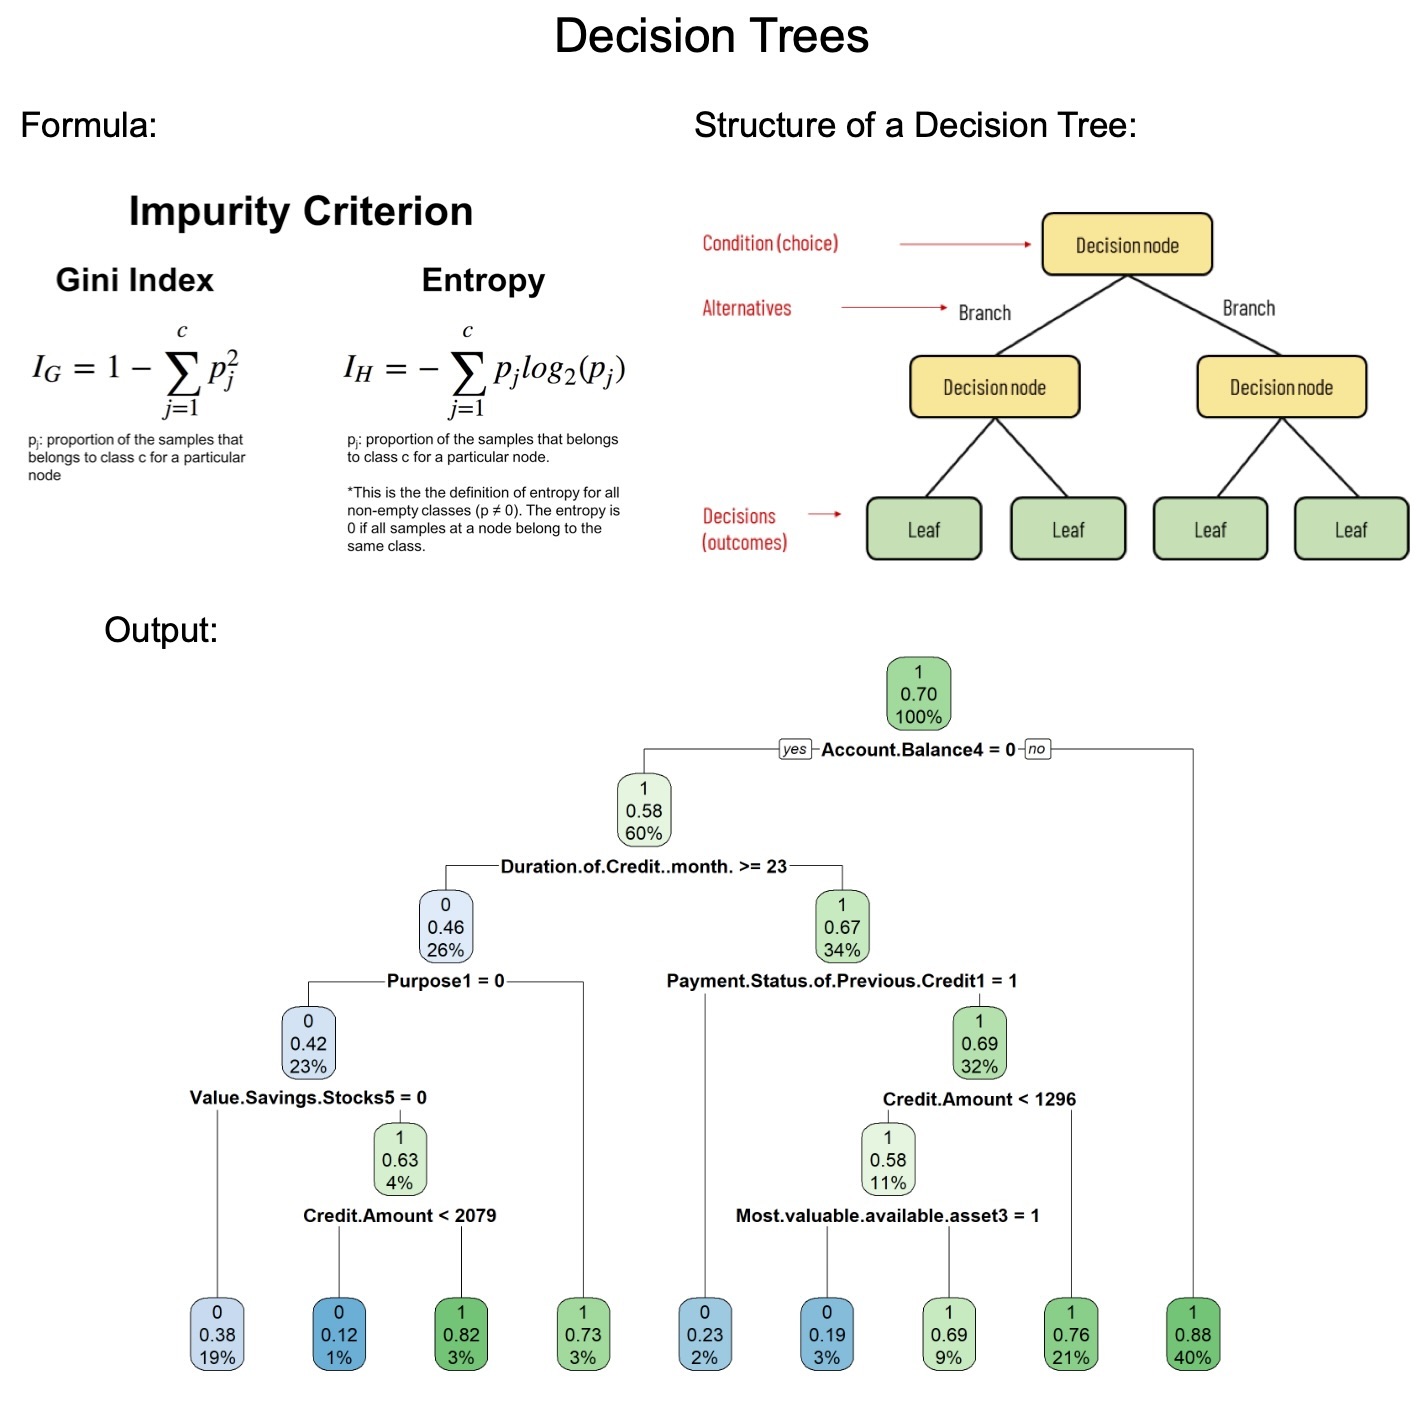 Decision Trees
Formula:
Structure of a Decision Tree:
Impurity Criterion
Gini Index
Entropy
I_G = 1 − ∑_{j=1}^{c} p_j^2
I_H = − ∑_{j=1}^{c} p_j log_2(p_j)
p_j: proportion of the samples that
belongs to class c for a particular
node
p_j: proportion of the samples that belongs
to class c for a particular node.
*This is the the definition of entropy for all
non-empty classes (p ≠ 0). The entropy is
0 if all samples at a node belong to the
same class.
Condition (choice)
Decision node
Alternatives
Branch
Branch
Decision node
Decision node
Decisions
(outcomes)
Leaf
Leaf
Leaf
Leaf
Output:
1
0.70
100%
yes
Account.Balance4 = 0
no
1
0.58
60%
Duration.of.Credit..month. >= 23
0
0.46
26%
1
0.67
34%
Purpose1 = 0
Payment.Status.of.Previous.Credit1 = 1
0
0.42
23%
1
0.69
32%
Value.Savings.Stocks5 = 0
Credit.Amount < 1296
1
0.63
4%
1
0.58
11%
Credit.Amount < 2079
Most.valuable.available.asset3 = 1
0
0.38
19%
0
0.12
1%
1
0.82
3%
1
0.73
3%
0
0.23
2%
0
0.19
3%
1
0.69
9%
1
0.76
21%
1
0.88
40%